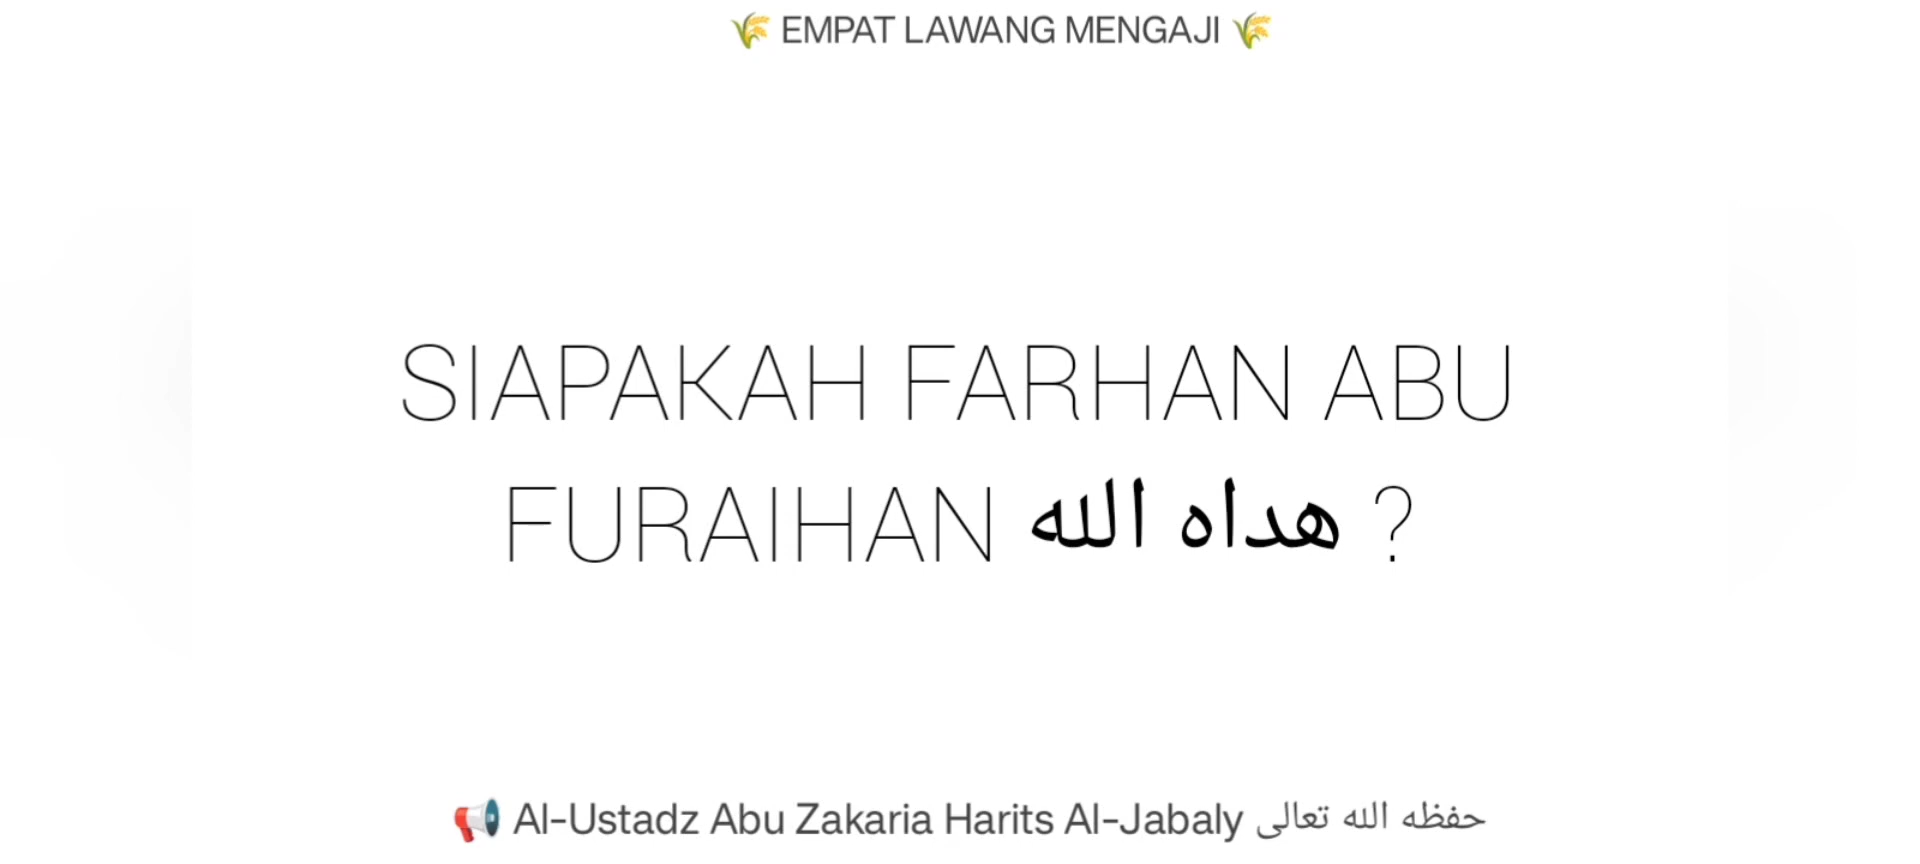 🌾 EMPAT LAWANG MENGAJI 🌾
SIAPAKAH FARHAN ABU
FURAIHAN هداه الله ?
📢 Al-Ustadz Abu Zakaria Harits Al-Jabaly حفظه الله تعالى